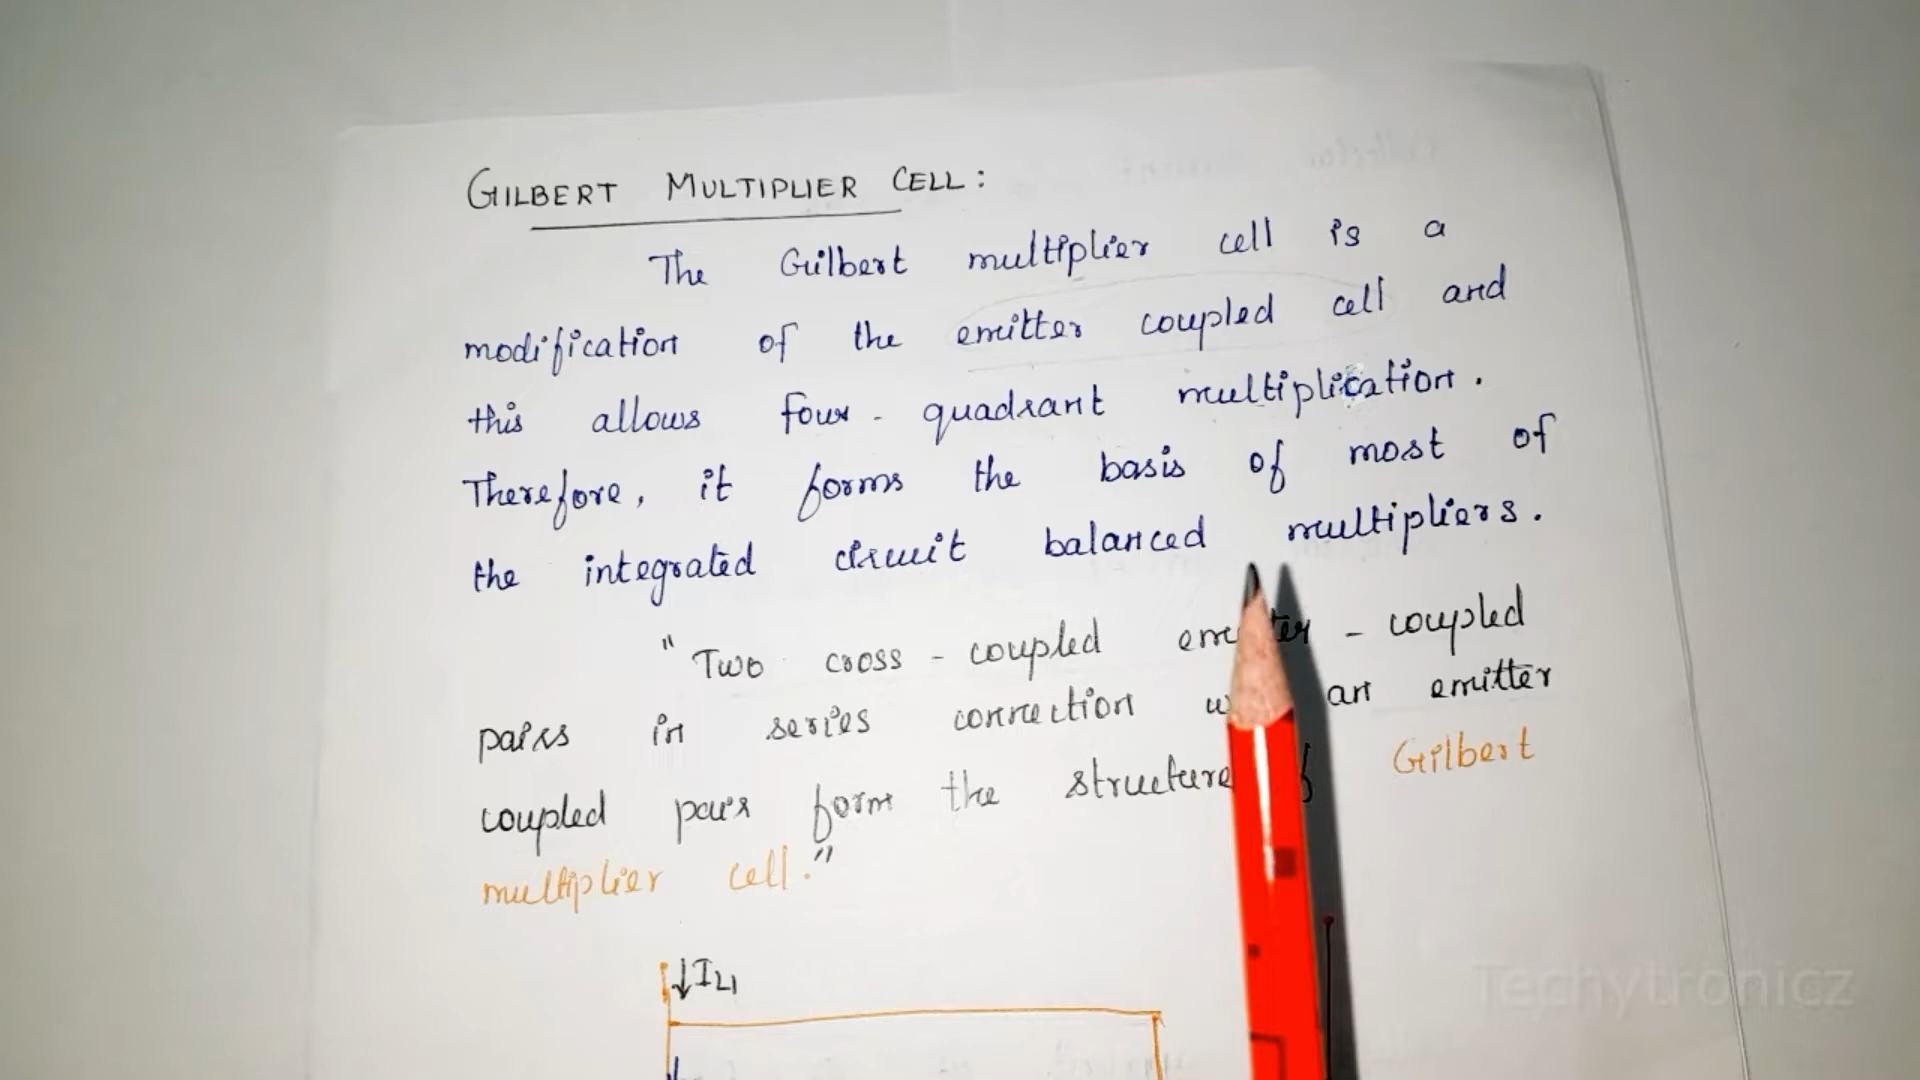 GILBERT MULTIPLIER CELL:
The Gilbert multiplier cell is a
modification of the emitter coupled cell and
this allows four - quadrant multiplication.
Therefore, it forms the basis of most of
the integrated circuit balanced multipliers.
"Two cross - coupled - coupled
pairs in series connection an emitter
coupled pair form the structure Gilbert
multiplier cell."
↓IL1
Techytronicz